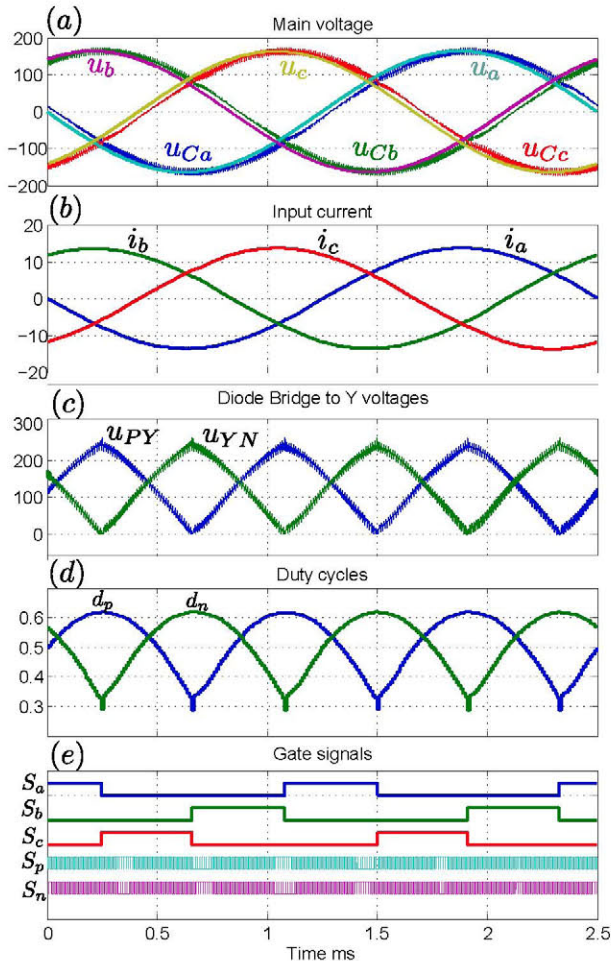 (a) Main voltage
200
100
0
−100
−200
u_b u_c u_a
u_Ca u_Cb u_Cc
(b) Input current
20
10
0
−10
−20
i_b i_c i_a
(c) Diode Bridge to Y voltages
300
200
100
0
u_PY u_YN
(d) Duty cycles
0.6
0.5
0.4
0.3
d_p d_n
(e) Gate signals
S_a
S_b
S_c
S_p
S_n
0 0.5 1 1.5 2 2.5
Time ms